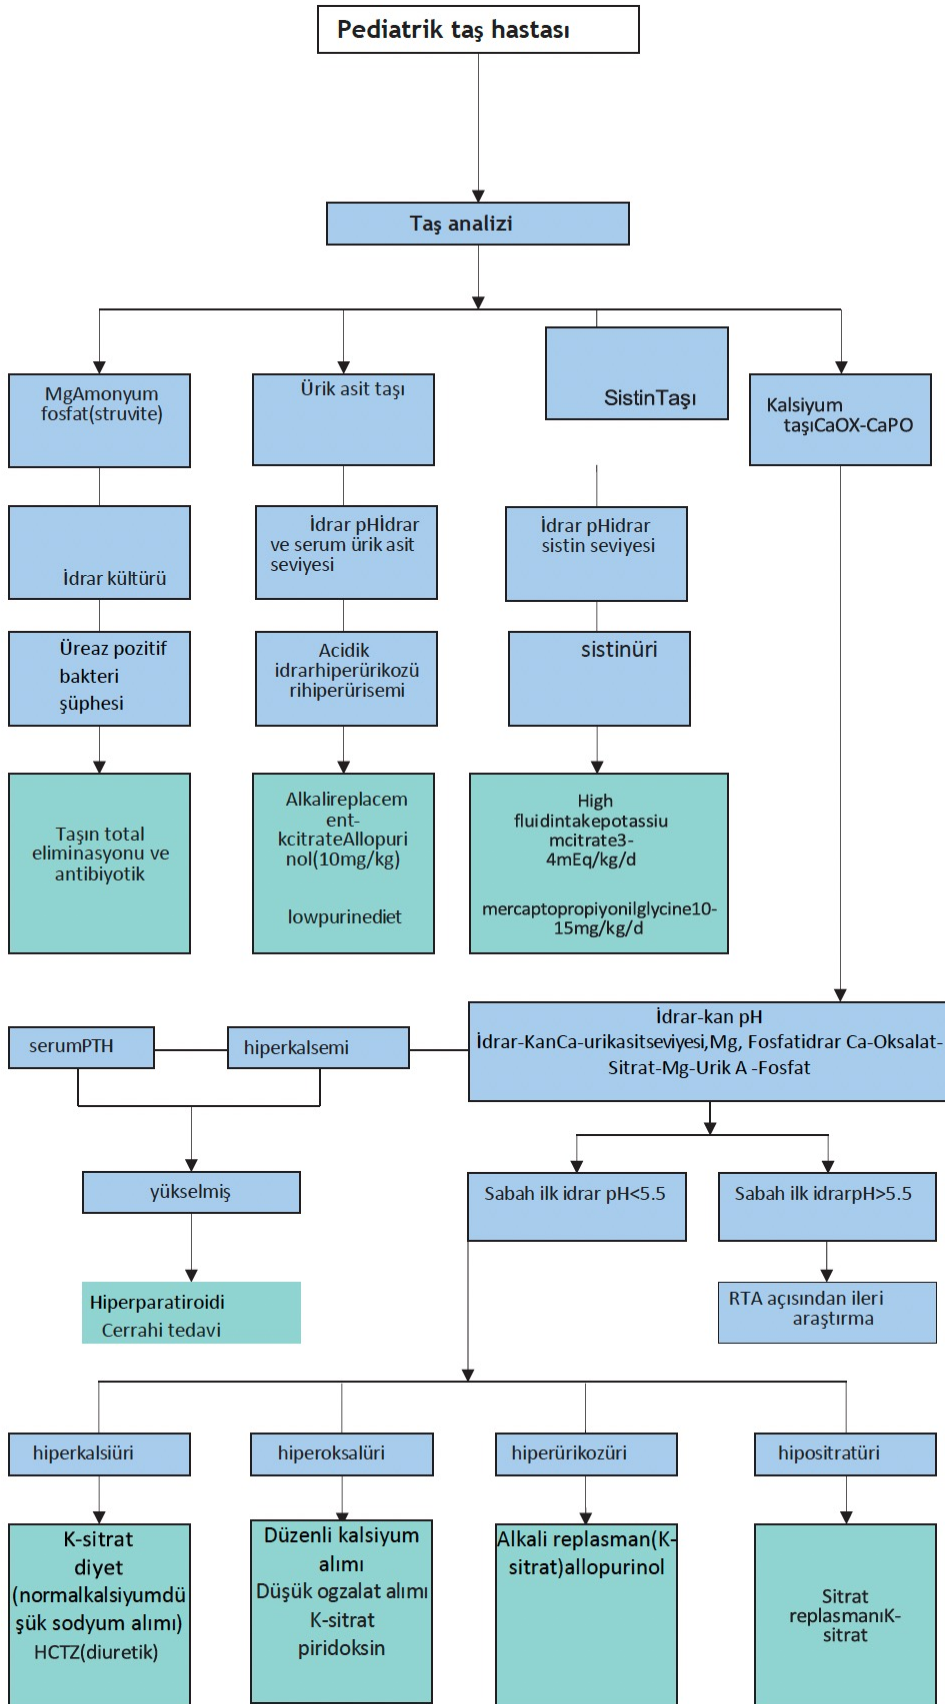 Pediatrik taş hastası
Taş analizi
MgAmonyum
fosfat(struvite)
Ürik asit taşı
SistinTaşı
Kalsiyum
taşıCaOX-CaPO
İdrar kültürü
İdrar pHİdrar
ve serum ürik asit
seviyesi
İdrar pHidrar
sistin seviyesi
Üreaz pozitif
bakteri
şüphesi
Acidik
idrarhiperürikozü
rihiperürisemi
sistinüri
Taşın total
eliminasyonu ve
antibiyotik
Alkalireplacem
ent-
kcitrateAllopuri
nol(10mg/kg)
lowpurinediet
High
fluidintakepotassiu
mcitrate3-
4mEq/kg/d
mercaptopropiyonilglycine10-
15mg/kg/d
serumPTH
hiperkalsemi
İdrar-kan pH
İdrar-KanCa-urikasitseviyesi,Mg, Fosfatidrar Ca-Oksalat-
Sitrat-Mg-Urik A -Fosfat
yükselmiş
Sabah ilk idrar pH<5.5
Sabah ilk idrarpH>5.5
Hiperparatiroidi
Cerrahi tedavi
RTA açısından ileri
araştırma
hiperkalsiüri
hiperoksalüri
hiperürikozüri
hipositratüri
K-sitrat
diyet
(normalkalsiyumdü
şük sodyum alımı)
HCTZ(diuretik)
Düzenli kalsiyum
alımı
Düşük ogzalat alımı
K-sitrat
piridoksin
Alkali replasman(K-
sitrat)allopurinol
Sitrat
replasmanıK-
sitrat